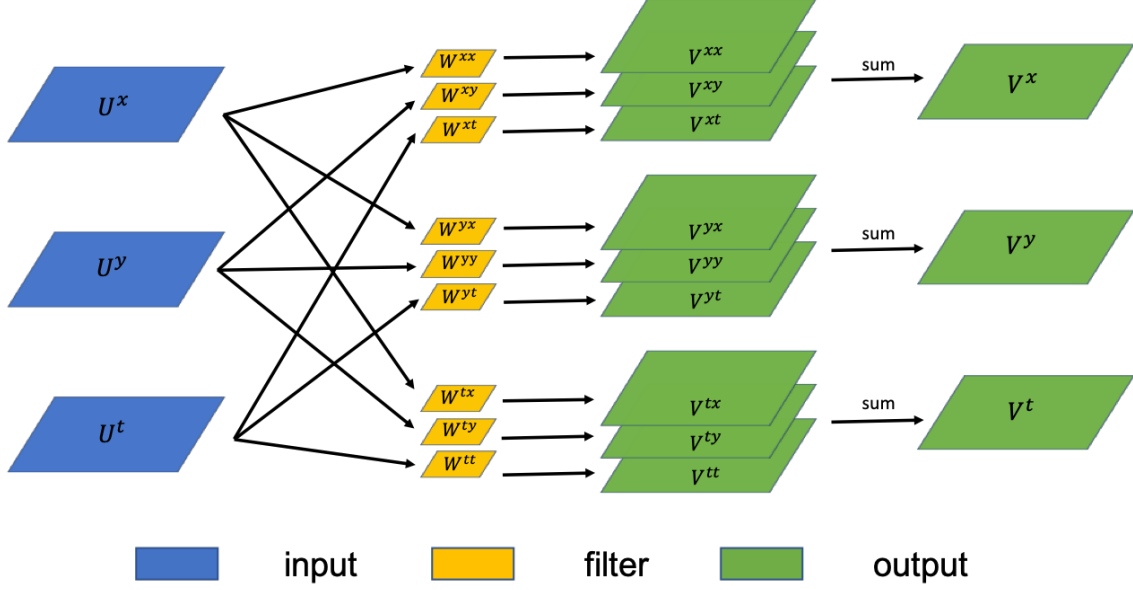 U^x
U^y
U^t
W^xx
W^xy
W^xt
W^yx
W^yy
W^yt
W^tx
W^ty
W^tt
V^xx
V^xy
V^xt
V^yx
V^yy
V^yt
V^tx
V^ty
V^tt
sum
sum
sum
V^x
V^y
V^t
input
filter
output